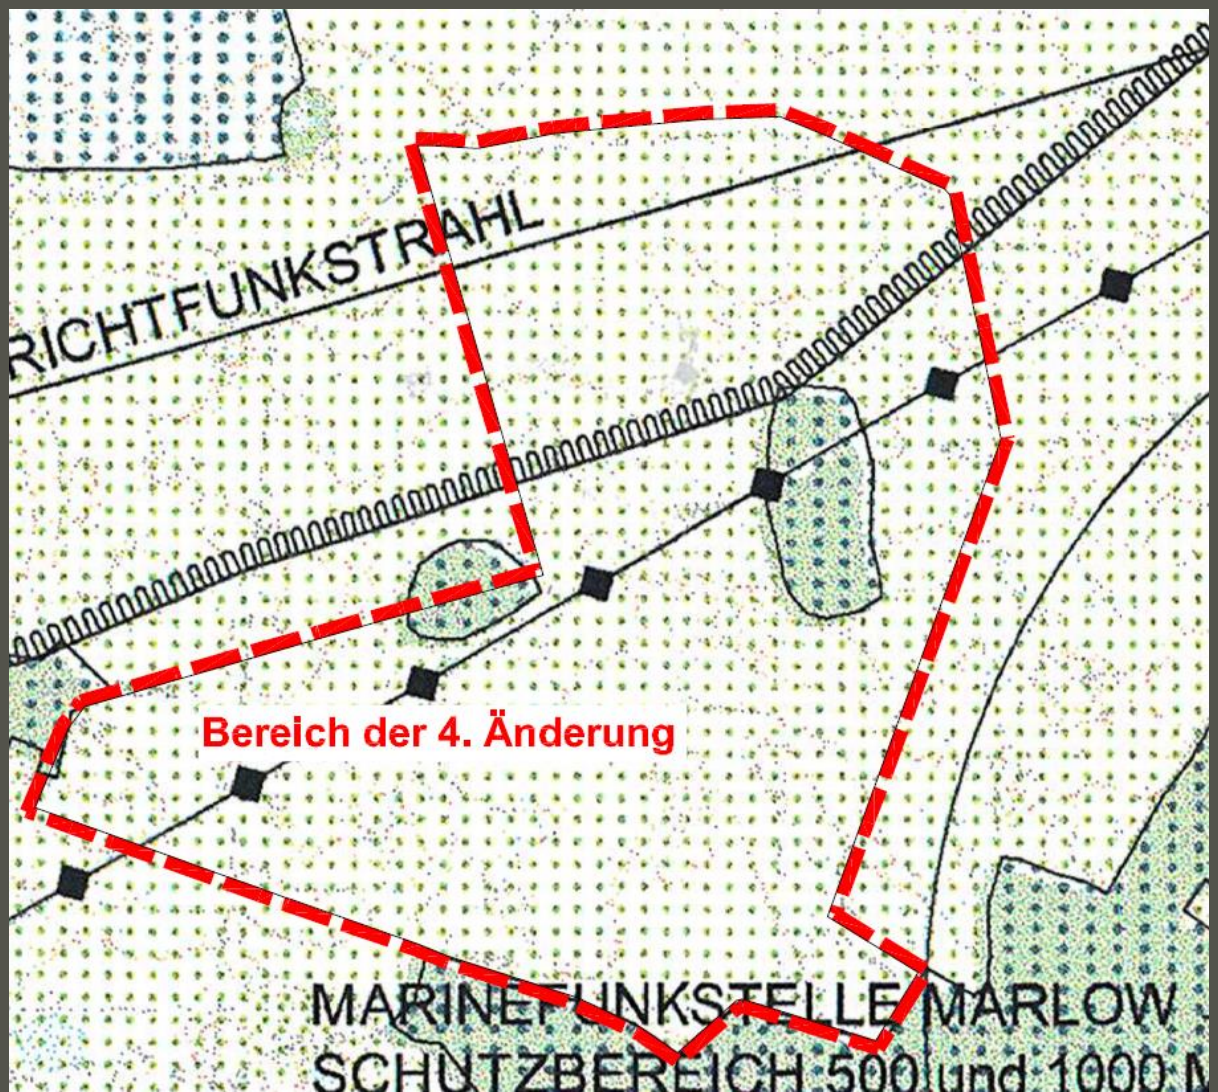 RICHTFUNKSTRAHL
Bereich der 4. Änderung
MARINEFUNKSTELLE MARLOW
SCHUTZBEREICH 500 und 1000 M